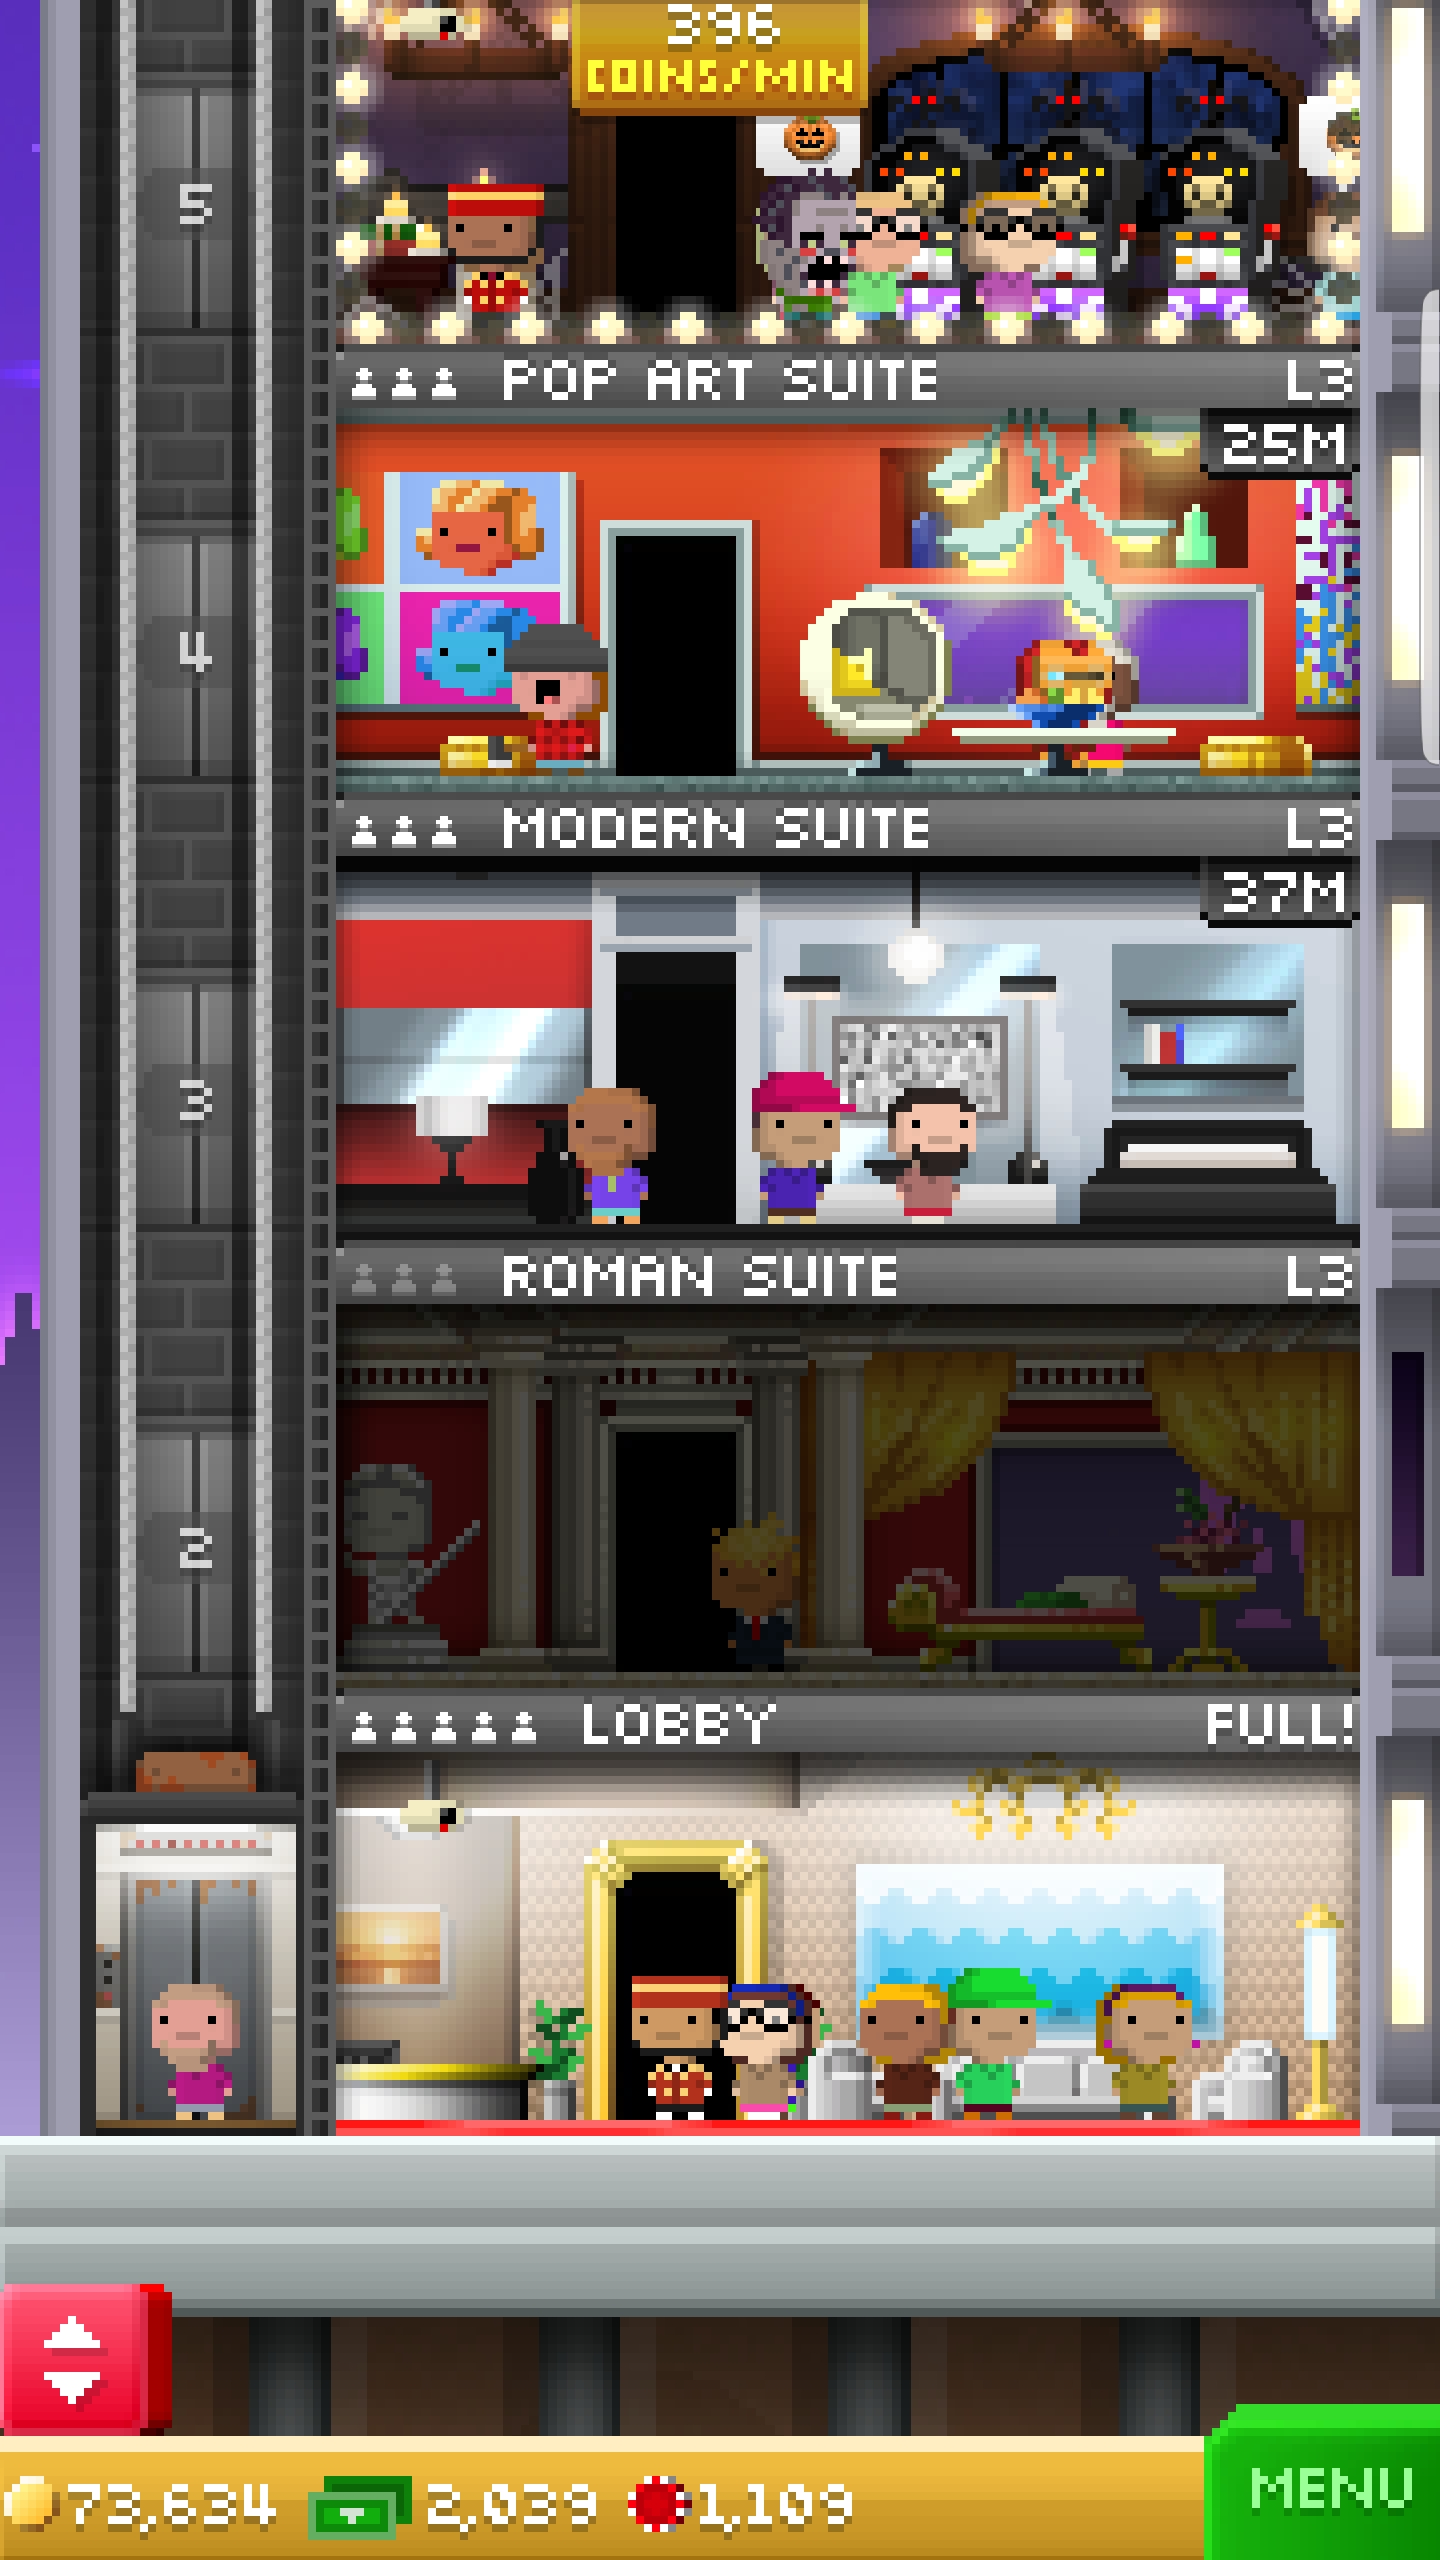 396
COINS/MIN
5
POP ART SUITE L3
25M
4
MODERN SUITE L3
37M
3
ROMAN SUITE L3
2
LOBBY FULL!
73,634 2,039 1,109
MENU